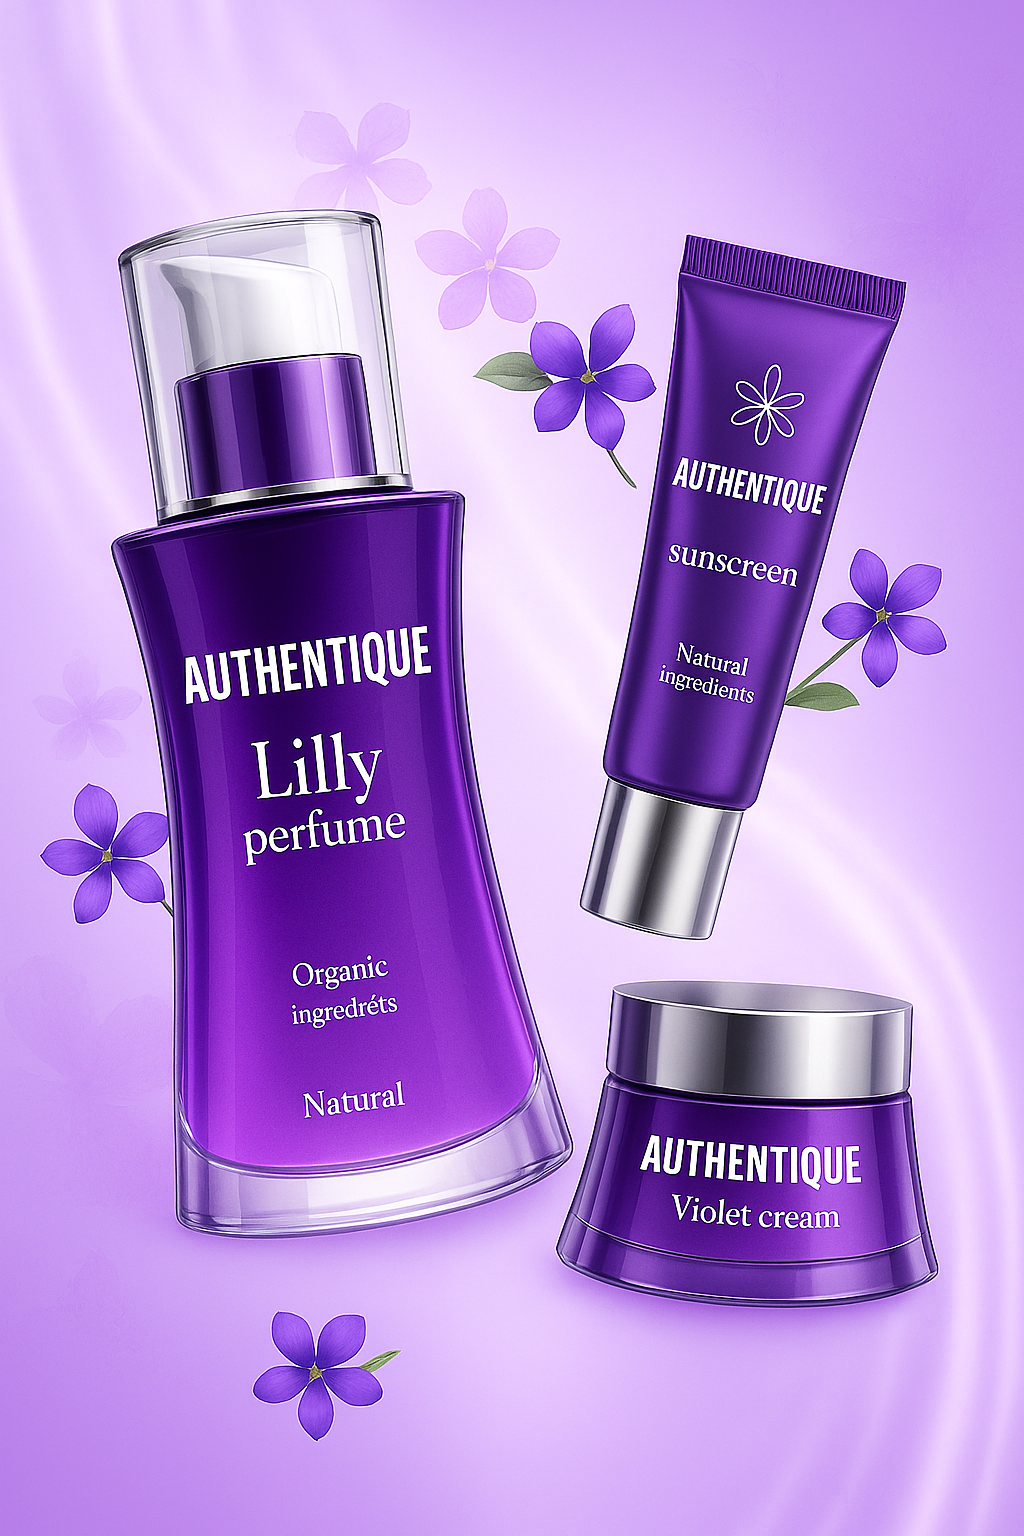 AUTHENTIQUE
Lilly
perfume
Organic
ingredréts
Natural
AUTHENTIQUE
sunscreen
Natural
ingredients
AUTHENTIQUE
Violet cream